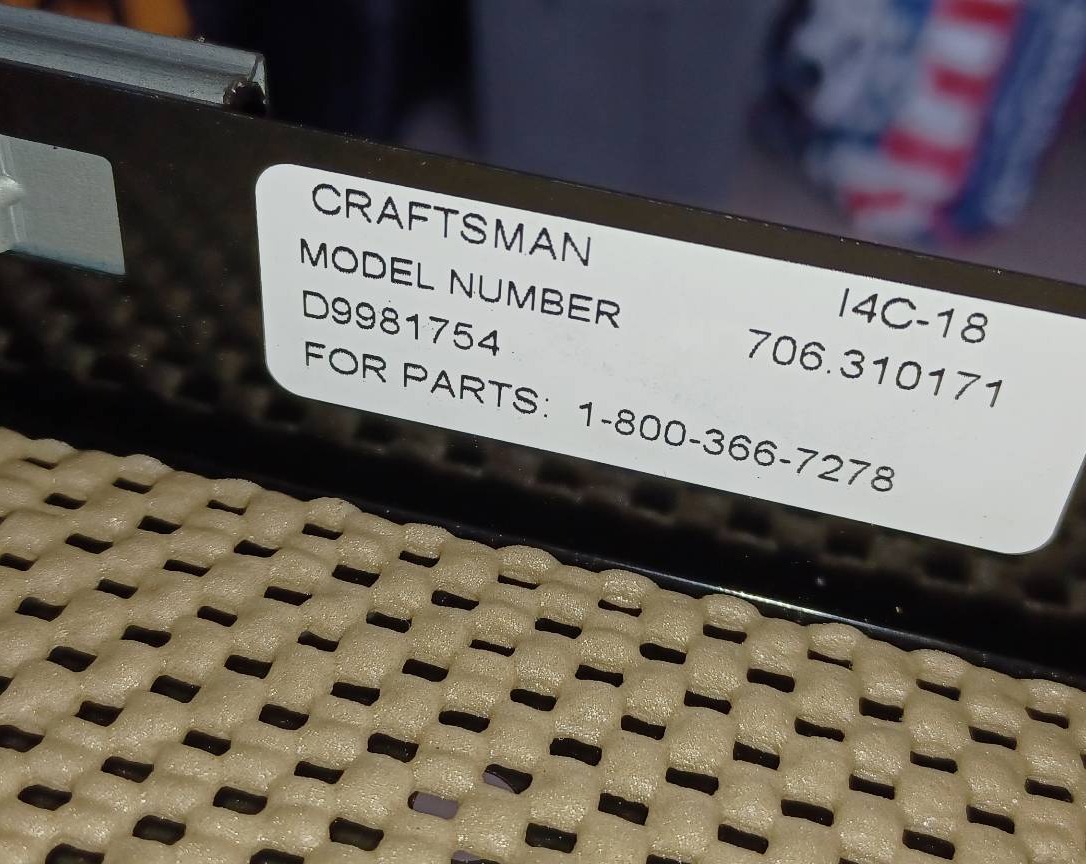 CRAFTSMAN
MODEL NUMBER I4C-18
D9981754 706.310171
FOR PARTS: 1-800-366-7278